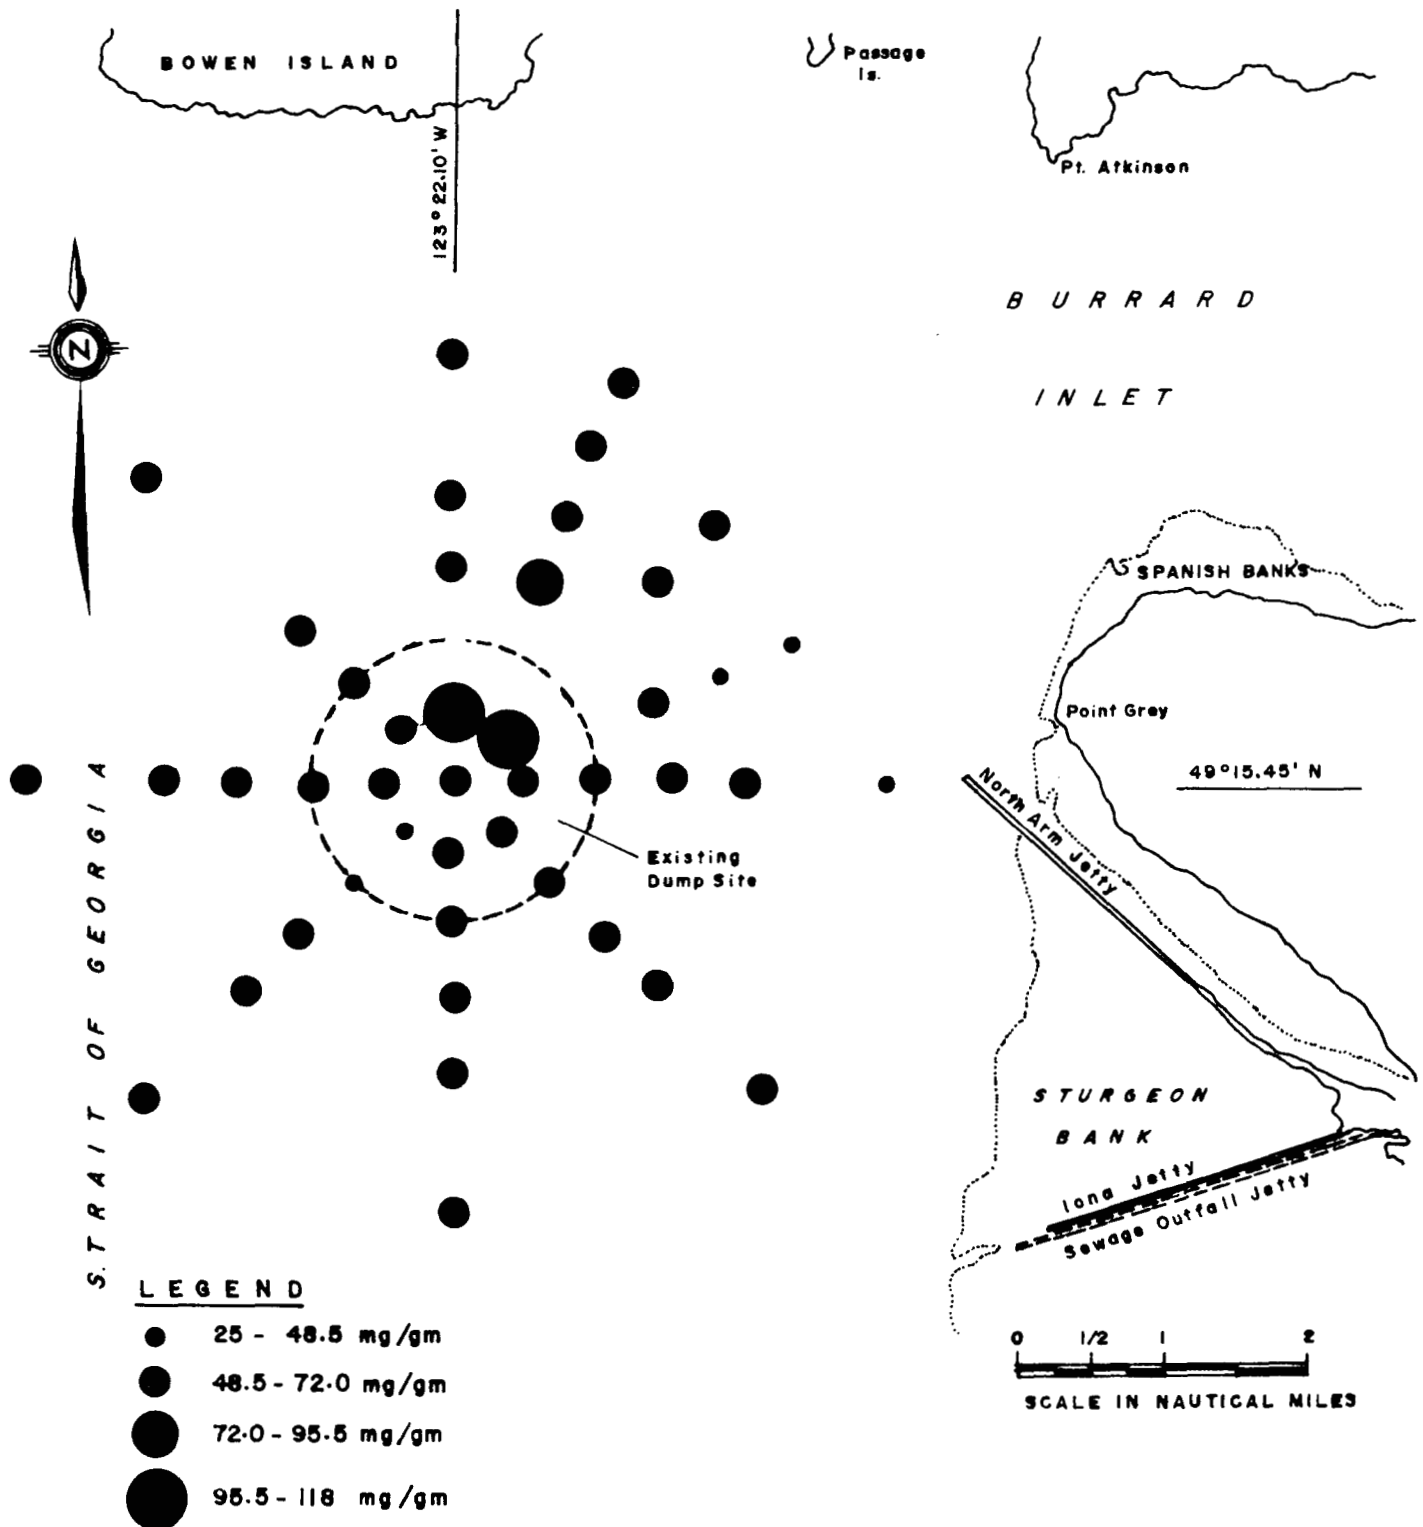 BOWEN ISLAND
Passage
Is.
123° 22.10' W
Pt. Atkinson
BURRARD
INLET
N
SPANISH BANKS
Point Grey
49°15.45' N
North Arm Jetty
Existing
Dump Site
STRAIT OF GEORGIA
STURGEON
BANK
Iona Jetty
Sewage Outfall Jetty
LEGEND
25 - 48.5 mg/gm
48.5 - 72.0 mg/gm
72.0 - 95.5 mg/gm
95.5 - 118 mg/gm
0 1/2 1 2
SCALE IN NAUTICAL MILES